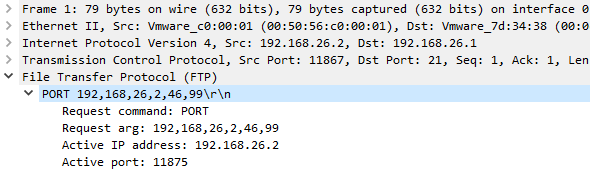 Frame 1: 79 bytes on wire (632 bits), 79 bytes captured (632 bits) on interface 0
Ethernet II, Src: Vmware_c0:00:01 (00:50:56:c0:00:01), Dst: Vmware_7d:34:38 (00:0
Internet Protocol Version 4, Src: 192.168.26.2, Dst: 192.168.26.1
Transmission Control Protocol, Src Port: 11867, Dst Port: 21, Seq: 1, Ack: 1, Len
File Transfer Protocol (FTP)
PORT 192,168,26,2,46,99\r\n
Request command: PORT
Request arg: 192,168,26,2,46,99
Active IP address: 192.168.26.2
Active port: 11875